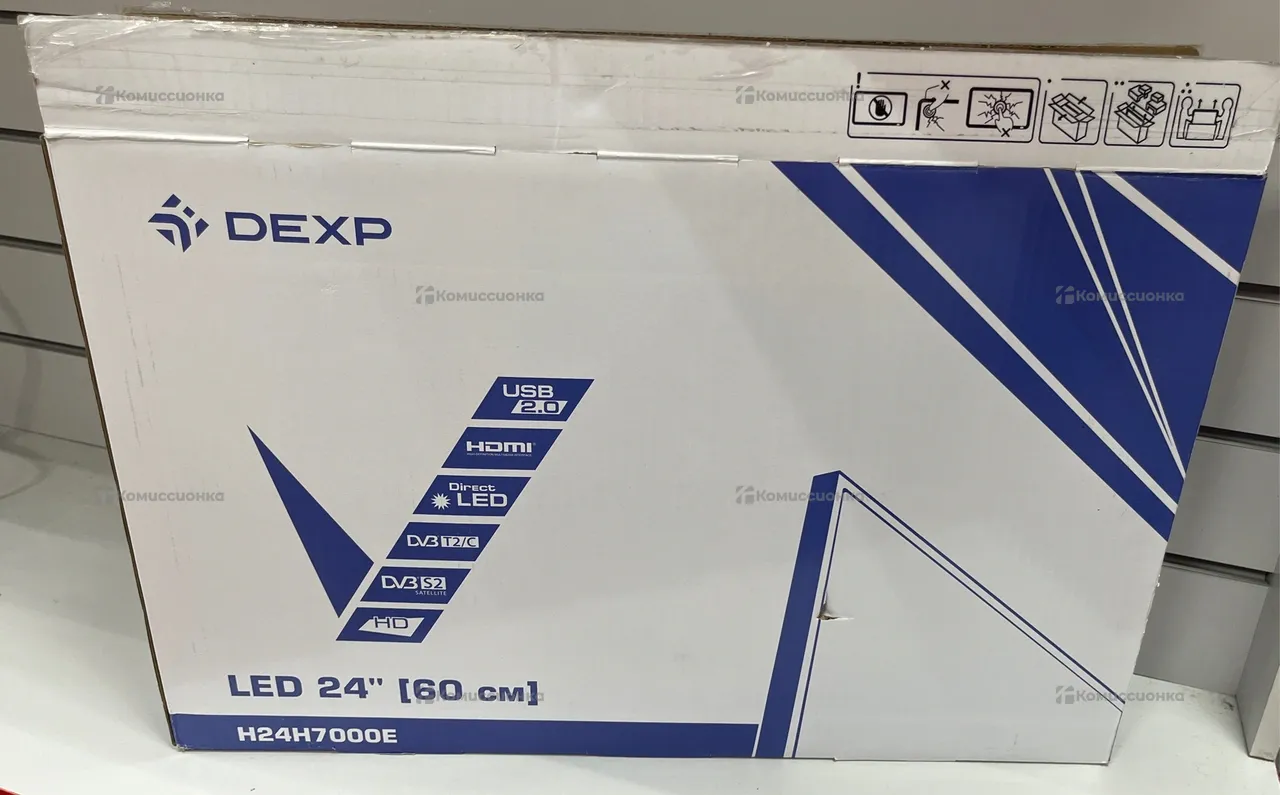 Комиссионка
Комиссионка
DEXP
Комиссионка
Комиссионка
USB
2.0
HDMI
Direct
LED
Комиссионка
Комиссионка
DVB T2/C
DVB S2
SATELLITE
HD
LED 24" [60 см]
Комиссионка
Комиссионка
H24H7000E